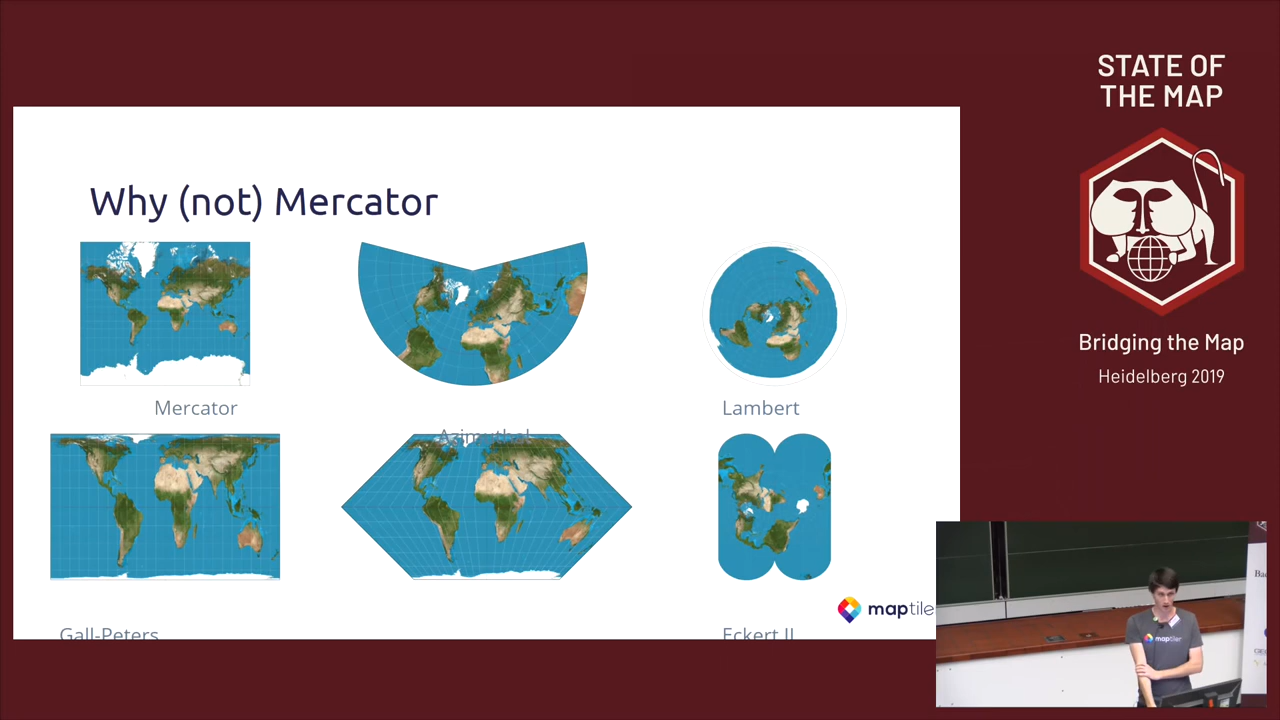 STATE OF
THE MAP
Bridging the Map
Heidelberg 2019
Why (not) Mercator
Mercator
Lambert
Azimuthal
Gall-Peters
Eckert II
maptile
maptiler